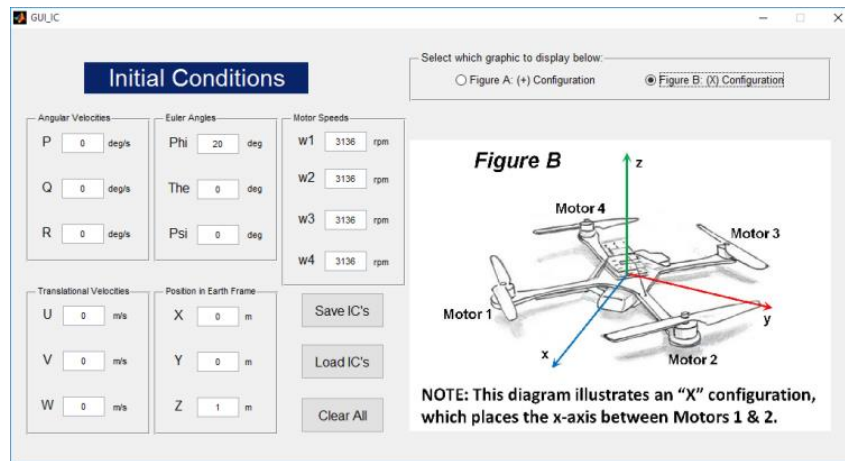 GUI_IC
Initial Conditions
Select which graphic to display below:
Figure A: (+) Configuration
Figure B: (X) Configuration
Angular Velocities
P 0 deg/s
Q 0 deg/s
R 0 deg/s
Euler Angles
Phi 20 deg
The 0 deg
Psi 0 deg
Motor Speeds
w1 3136 rpm
w2 3136 rpm
w3 3136 rpm
w4 3136 rpm
Translational Velocities
U 0 m/s
V 0 m/s
W 0 m/s
Position in Earth Frame
X 0 m
Y 0 m
Z 1 m
Save IC's
Load IC's
Clear All
Figure B
z
Motor 4
Motor 3
Motor 1
y
x
Motor 2
NOTE: This diagram illustrates an “X” configuration,
which places the x-axis between Motors 1 & 2.